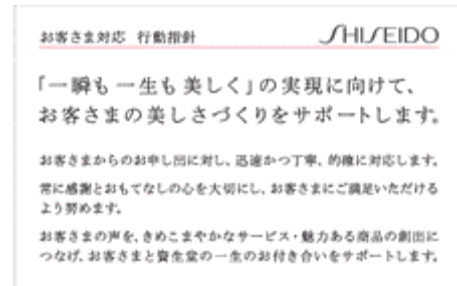 お客さま対応 行動指針
SHISEIDO
「一瞬も 一生も 美しく」の実現に向けて、
お客さまの美しさづくりをサポートします。
お客さまからのお申し出に対し、迅速かつ丁寧、的確に対応します。
常に感謝とおもてなしの心を大切にし、お客さまにご満足いただける
よう努めます。
お客さまの声を、きめこまやかなサービス・魅力ある商品の創出に
つなげ、お客さまと資生堂の一生のお付き合いをサポートします。